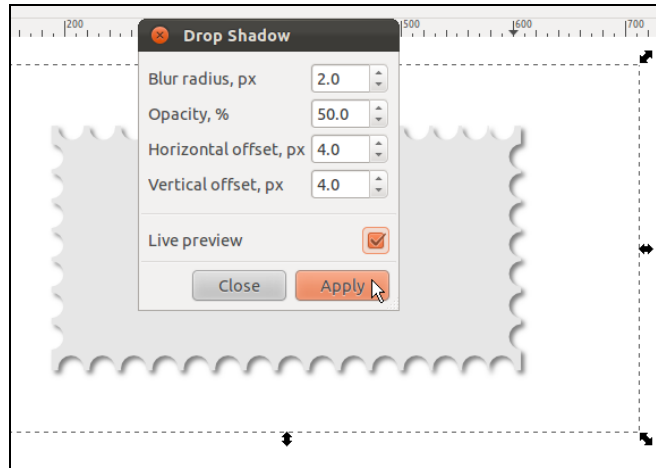 200
500
600
700
Drop Shadow
Blur radius, px 2.0
Opacity, % 50.0
Horizontal offset, px 4.0
Vertical offset, px 4.0
Live preview
Close Apply